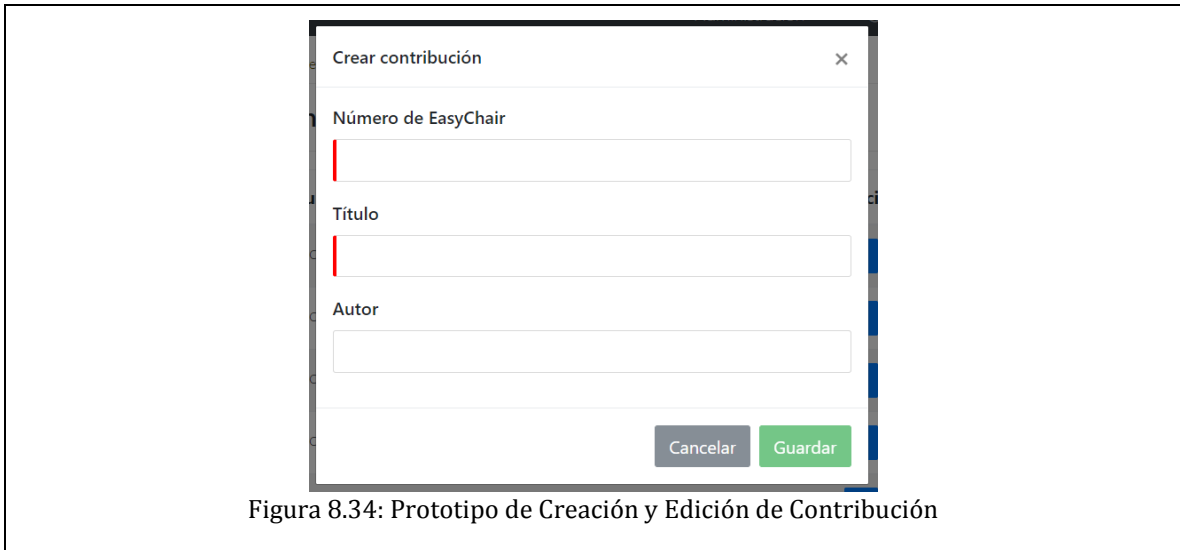 Crear contribución ×
Número de EasyChair
Título
Autor
Cancelar Guardar
Figura 8.34: Prototipo de Creación y Edición de Contribución